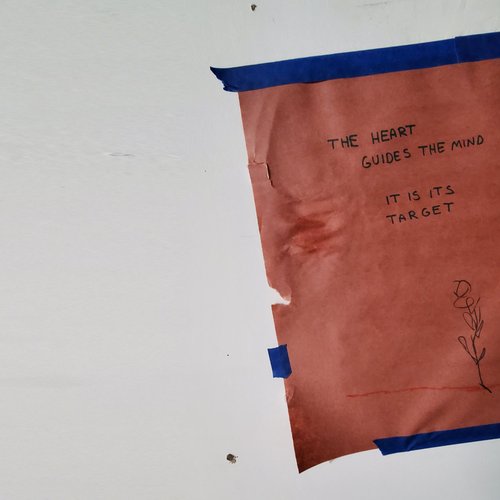 THE HEART
GUIDES THE MIND
IT IS ITS
TARGET